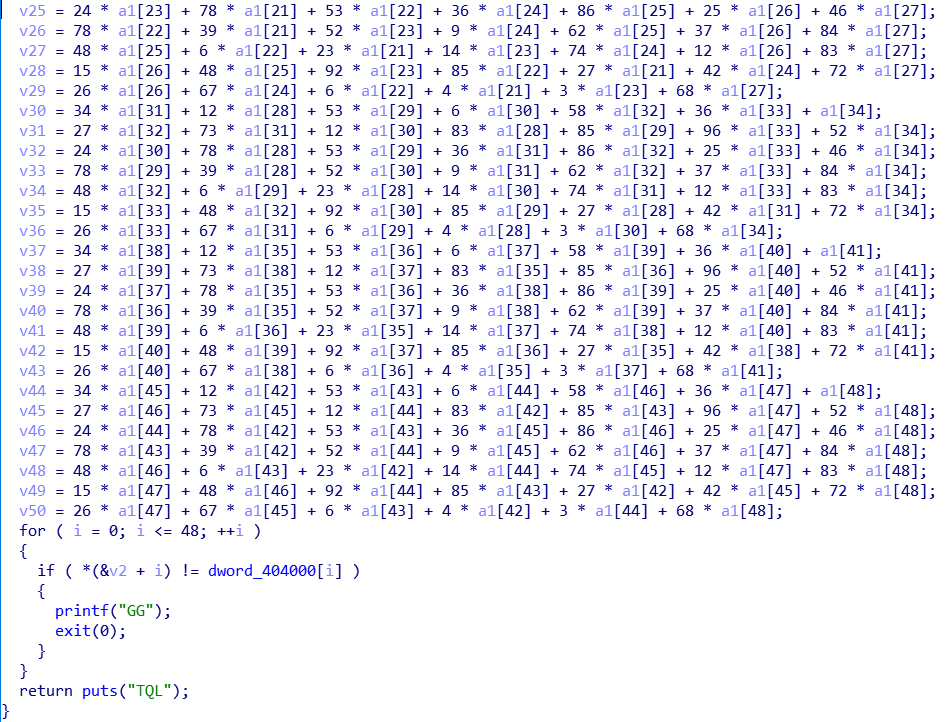 v25 = 24 * a1[23] + 78 * a1[21] + 53 * a1[22] + 36 * a1[24] + 86 * a1[25] + 25 * a1[26] + 46 * a1[27];
v26 = 78 * a1[22] + 39 * a1[21] + 52 * a1[23] + 9 * a1[24] + 62 * a1[25] + 37 * a1[26] + 84 * a1[27];
v27 = 48 * a1[25] + 6 * a1[22] + 23 * a1[21] + 14 * a1[23] + 74 * a1[24] + 12 * a1[26] + 83 * a1[27];
v28 = 15 * a1[26] + 48 * a1[25] + 92 * a1[23] + 85 * a1[22] + 27 * a1[21] + 42 * a1[24] + 72 * a1[27];
v29 = 26 * a1[26] + 67 * a1[24] + 6 * a1[22] + 4 * a1[21] + 3 * a1[23] + 68 * a1[27];
v30 = 34 * a1[31] + 12 * a1[28] + 53 * a1[29] + 6 * a1[30] + 58 * a1[32] + 36 * a1[33] + a1[34];
v31 = 27 * a1[32] + 73 * a1[31] + 12 * a1[30] + 83 * a1[28] + 85 * a1[29] + 96 * a1[33] + 52 * a1[34];
v32 = 24 * a1[30] + 78 * a1[28] + 53 * a1[29] + 36 * a1[31] + 86 * a1[32] + 25 * a1[33] + 46 * a1[34];
v33 = 78 * a1[29] + 39 * a1[28] + 52 * a1[30] + 9 * a1[31] + 62 * a1[32] + 37 * a1[33] + 84 * a1[34];
v34 = 48 * a1[32] + 6 * a1[29] + 23 * a1[28] + 14 * a1[30] + 74 * a1[31] + 12 * a1[33] + 83 * a1[34];
v35 = 15 * a1[33] + 48 * a1[32] + 92 * a1[30] + 85 * a1[29] + 27 * a1[28] + 42 * a1[31] + 72 * a1[34];
v36 = 26 * a1[33] + 67 * a1[31] + 6 * a1[29] + 4 * a1[28] + 3 * a1[30] + 68 * a1[34];
v37 = 34 * a1[38] + 12 * a1[35] + 53 * a1[36] + 6 * a1[37] + 58 * a1[39] + 36 * a1[40] + a1[41];
v38 = 27 * a1[39] + 73 * a1[38] + 12 * a1[37] + 83 * a1[35] + 85 * a1[36] + 96 * a1[40] + 52 * a1[41];
v39 = 24 * a1[37] + 78 * a1[35] + 53 * a1[36] + 36 * a1[38] + 86 * a1[39] + 25 * a1[40] + 46 * a1[41];
v40 = 78 * a1[36] + 39 * a1[35] + 52 * a1[37] + 9 * a1[38] + 62 * a1[39] + 37 * a1[40] + 84 * a1[41];
v41 = 48 * a1[39] + 6 * a1[36] + 23 * a1[35] + 14 * a1[37] + 74 * a1[38] + 12 * a1[40] + 83 * a1[41];
v42 = 15 * a1[40] + 48 * a1[39] + 92 * a1[37] + 85 * a1[36] + 27 * a1[35] + 42 * a1[38] + 72 * a1[41];
v43 = 26 * a1[40] + 67 * a1[38] + 6 * a1[36] + 4 * a1[35] + 3 * a1[37] + 68 * a1[41];
v44 = 34 * a1[45] + 12 * a1[42] + 53 * a1[43] + 6 * a1[44] + 58 * a1[46] + 36 * a1[47] + a1[48];
v45 = 27 * a1[46] + 73 * a1[45] + 12 * a1[44] + 83 * a1[42] + 85 * a1[43] + 96 * a1[47] + 52 * a1[48];
v46 = 24 * a1[44] + 78 * a1[42] + 53 * a1[43] + 36 * a1[45] + 86 * a1[46] + 25 * a1[47] + 46 * a1[48];
v47 = 78 * a1[43] + 39 * a1[42] + 52 * a1[44] + 9 * a1[45] + 62 * a1[46] + 37 * a1[47] + 84 * a1[48];
v48 = 48 * a1[46] + 6 * a1[43] + 23 * a1[42] + 14 * a1[44] + 74 * a1[45] + 12 * a1[47] + 83 * a1[48];
v49 = 15 * a1[47] + 48 * a1[46] + 92 * a1[44] + 85 * a1[43] + 27 * a1[42] + 42 * a1[45] + 72 * a1[48];
v50 = 26 * a1[47] + 67 * a1[45] + 6 * a1[43] + 4 * a1[42] + 3 * a1[44] + 68 * a1[48];
for ( i = 0; i <= 48; ++i )
{
if ( *(&v2 + i) != dword_404000[i] )
{
printf("GG");
exit(0);
}
}
return puts("TQL");
}